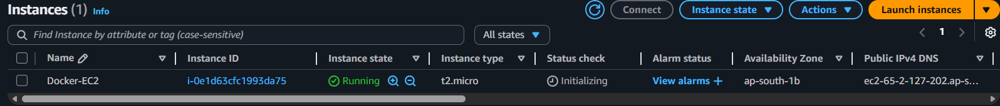 Instances (1) Info Connect Instance state Actions Launch instances
Find Instance by attribute or tag (case-sensitive) All states 1
Name Instance ID Instance state Instance type Status check Alarm status Availability Zone Public IPv4 DNS
Docker-EC2 i-0e1d63cfc1993da75 Running t2.micro Initializing View alarms + ap-south-1b ec2-65-2-127-202.ap-s...